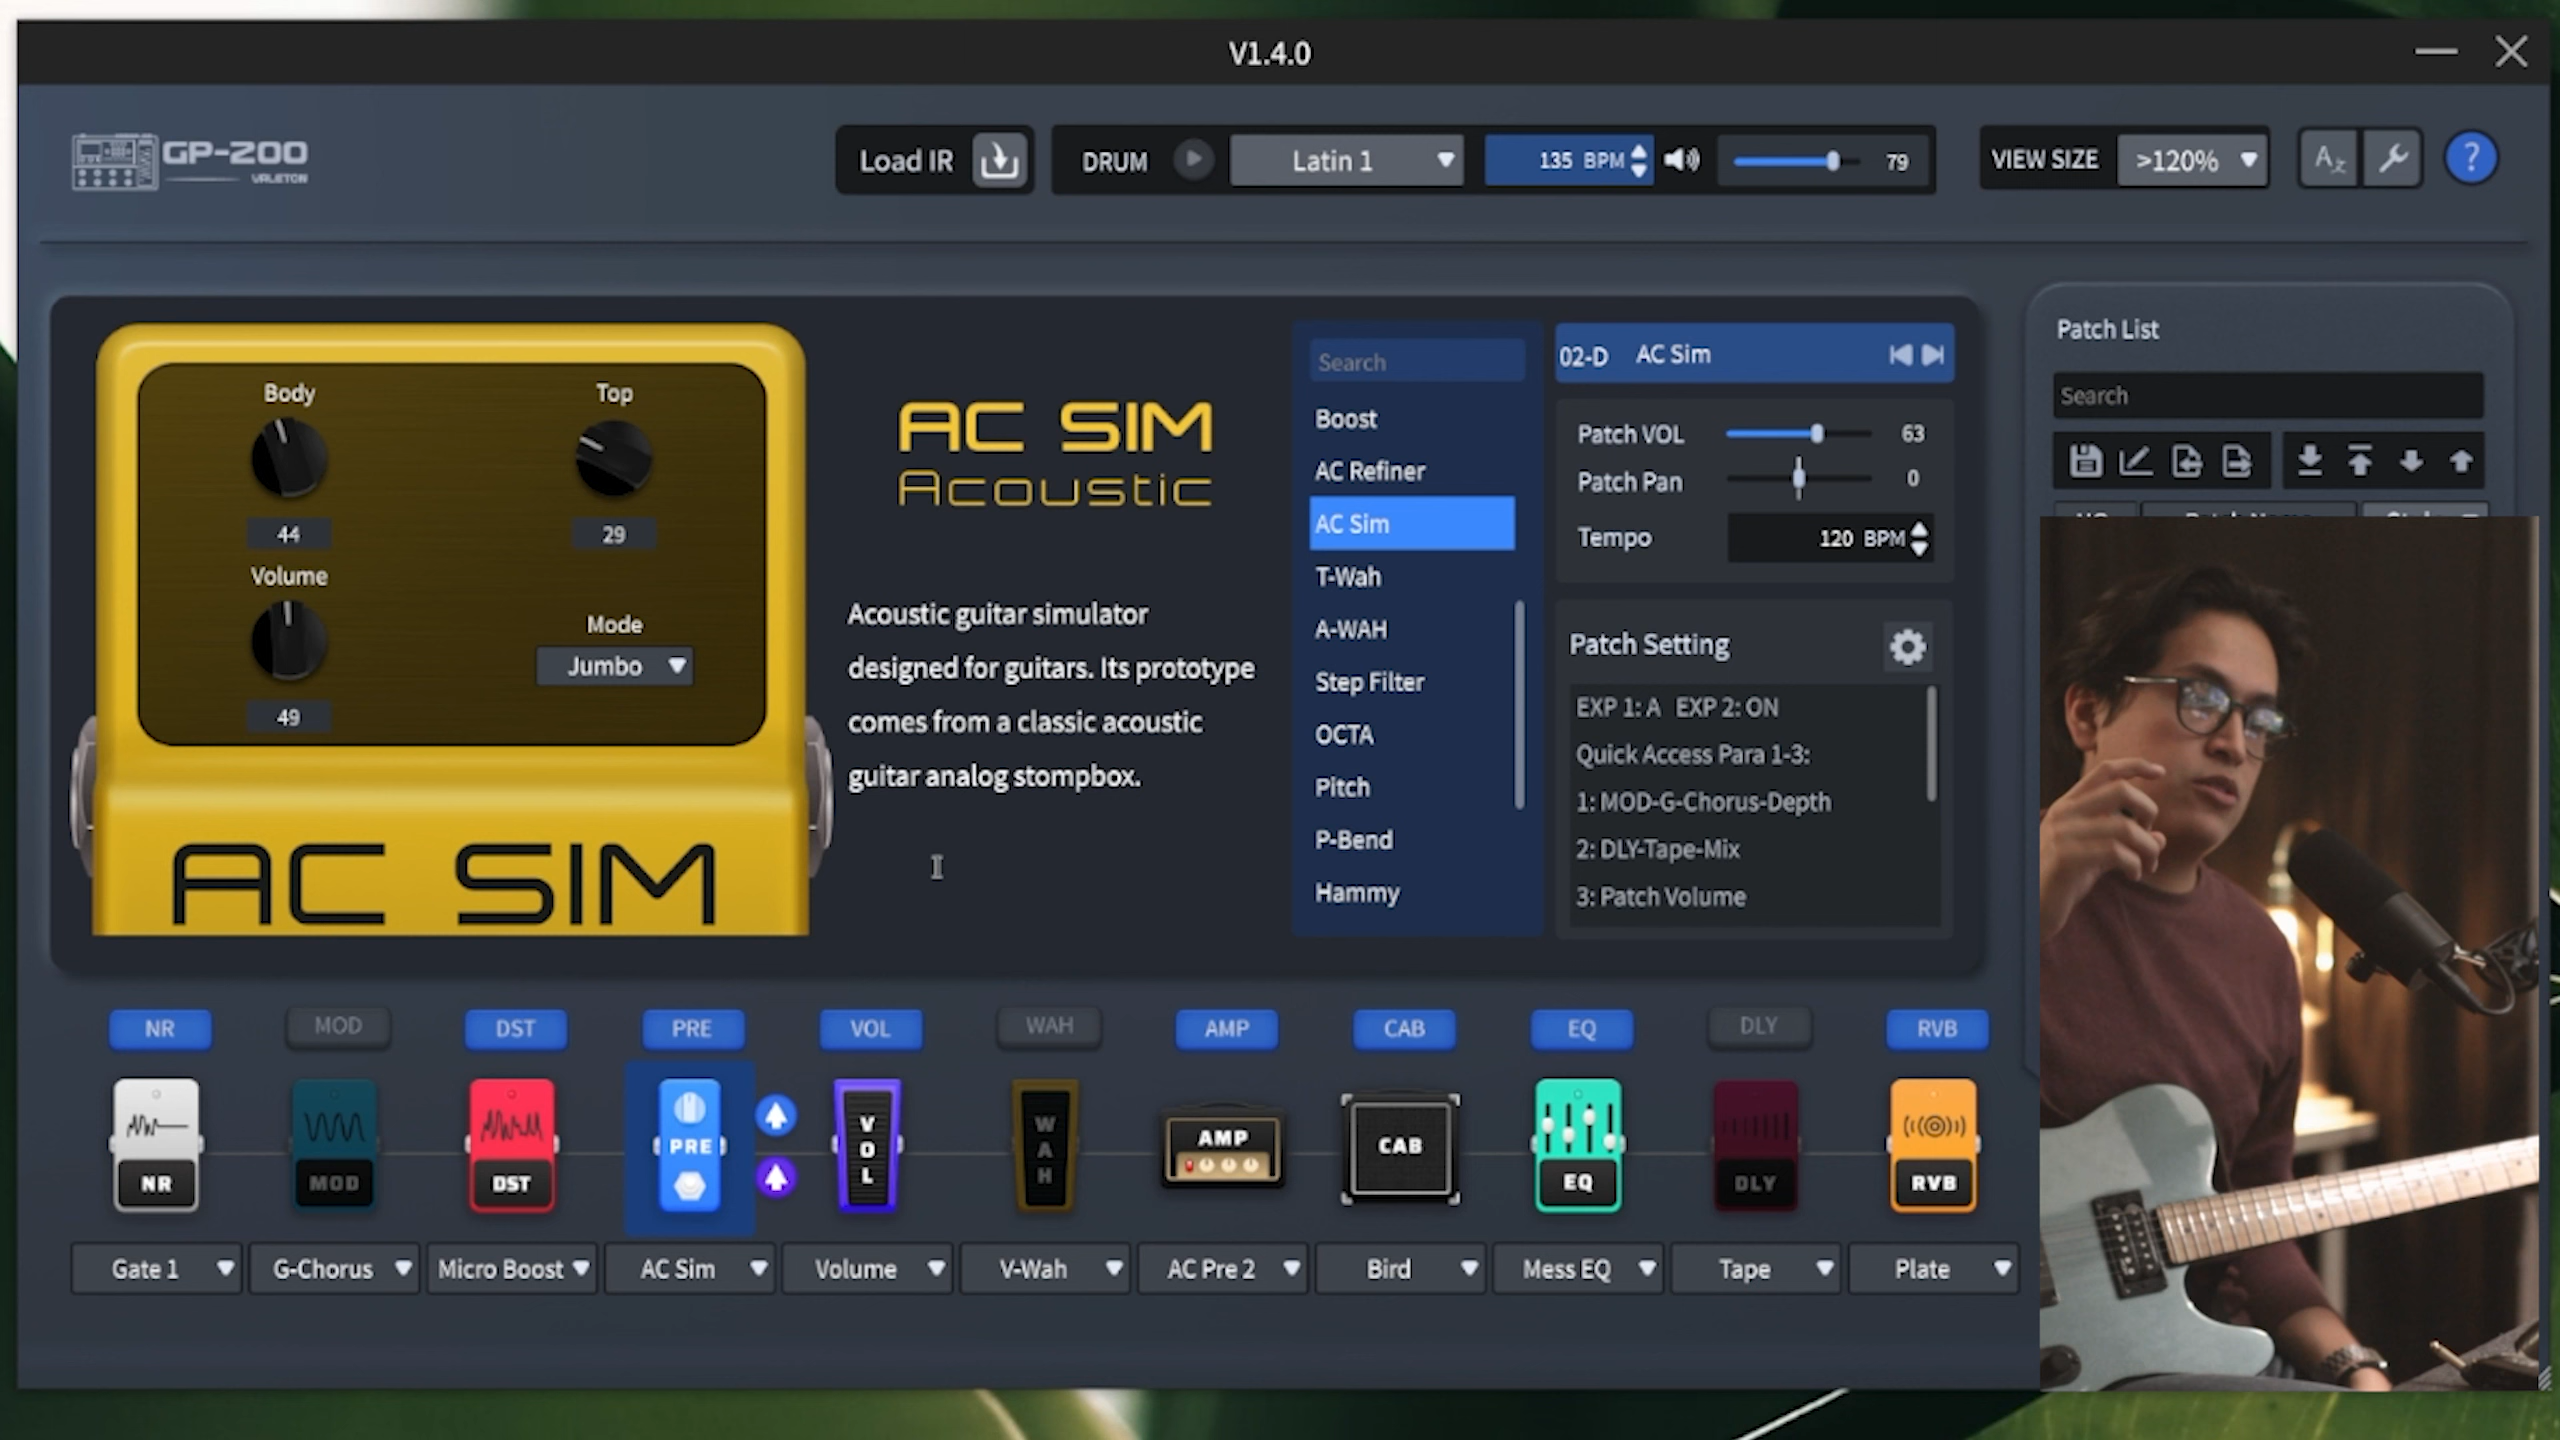 V1.4.0
GP-200
VALETON
Load IR
DRUM
Latin 1
135 BPM
79
VIEW SIZE
>120%
?
Body
Top
44
29
Volume
Mode
Jumbo
49
AC SIM
AC SIM
Acoustic
Acoustic guitar simulator
designed for guitars. Its prototype
comes from a classic acoustic
guitar analog stompbox.
Search
Boost
AC Refiner
AC Sim
T-Wah
A-WAH
Step Filter
OCTA
Pitch
P-Bend
Hammy
02-D AC Sim
Patch VOL 63
Patch Pan 0
Tempo 120 BPM
Patch Setting
EXP 1: A EXP 2: ON
Quick Access Para 1-3:
1: MOD-G-Chorus-Depth
2: DLY-Tape-Mix
3: Patch Volume
Patch List
Search
NR MOD DST PRE VOL WAH AMP CAB EQ DLY RVB
NR MOD DST PRE VOL WAH AMP CAB EQ DLY RVB
Gate 1 G-Chorus Micro Boost AC Sim Volume V-Wah AC Pre 2 Bird Mess EQ Tape Plate